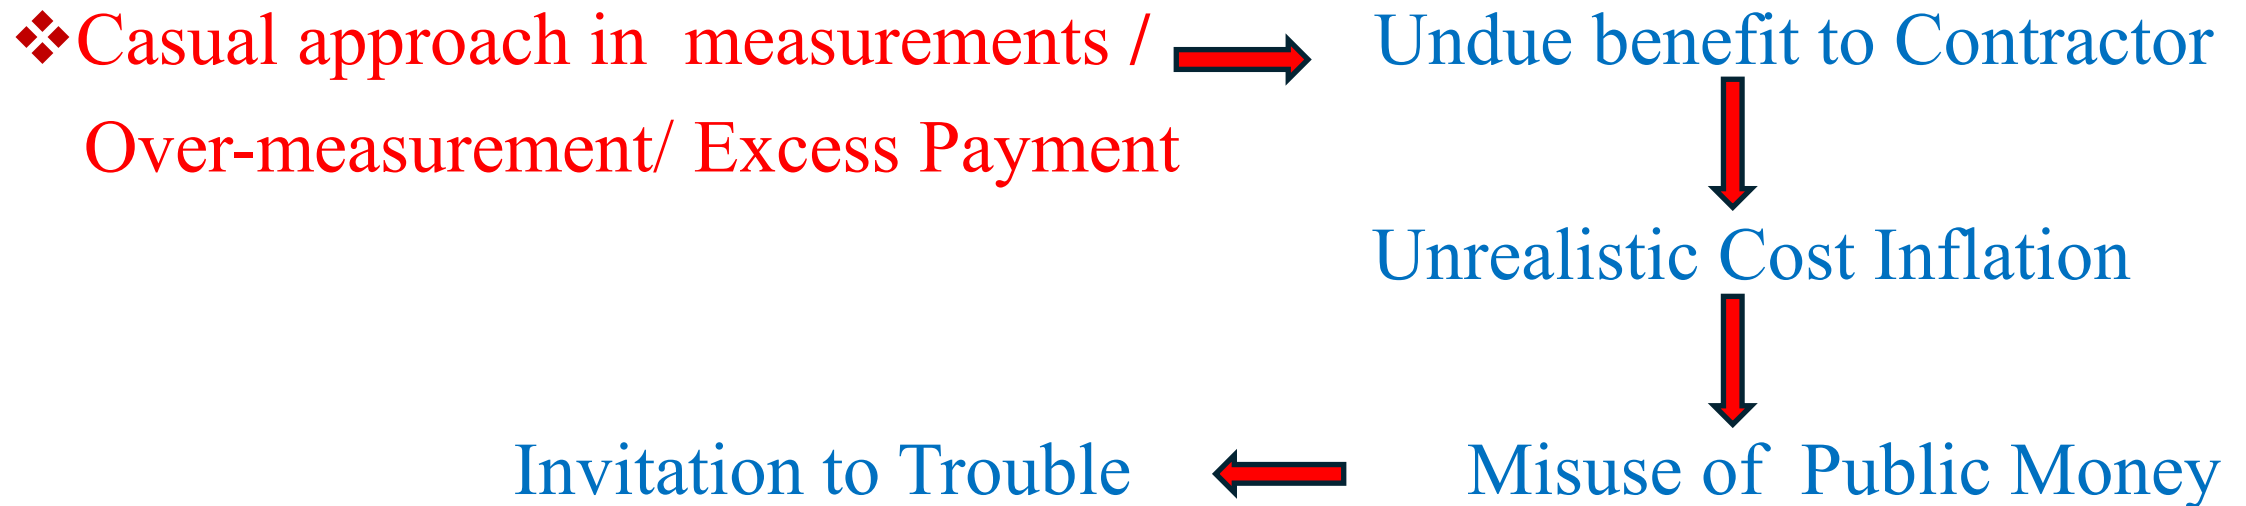 ❖Casual approach in measurements / Undue benefit to Contractor
Over-measurement/ Excess Payment
Unrealistic Cost Inflation
Misuse of Public Money
Invitation to Trouble